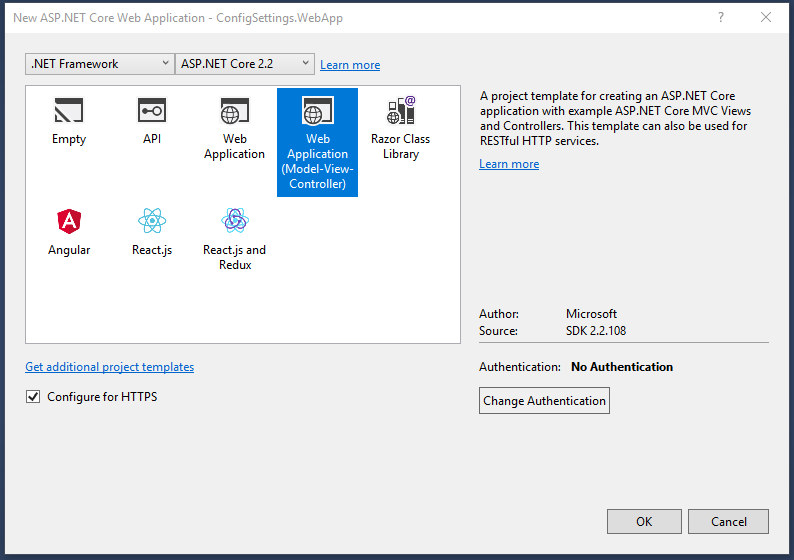 New ASP.NET Core Web Application - ConfigSettings.WebApp
.NET Framework
ASP.NET Core 2.2
Learn more
Empty
API
Web
Application
Web
Application
(Model-View-
Controller)
Razor Class
Library
Angular
React.js
React.js and
Redux
A project template for creating an ASP.NET Core
application with example ASP.NET Core MVC Views
and Controllers. This template can also be used for
RESTful HTTP services.
Learn more
Author: Microsoft
Source: SDK 2.2.108
Get additional project templates
Configure for HTTPS
Authentication: No Authentication
Change Authentication
OK
Cancel